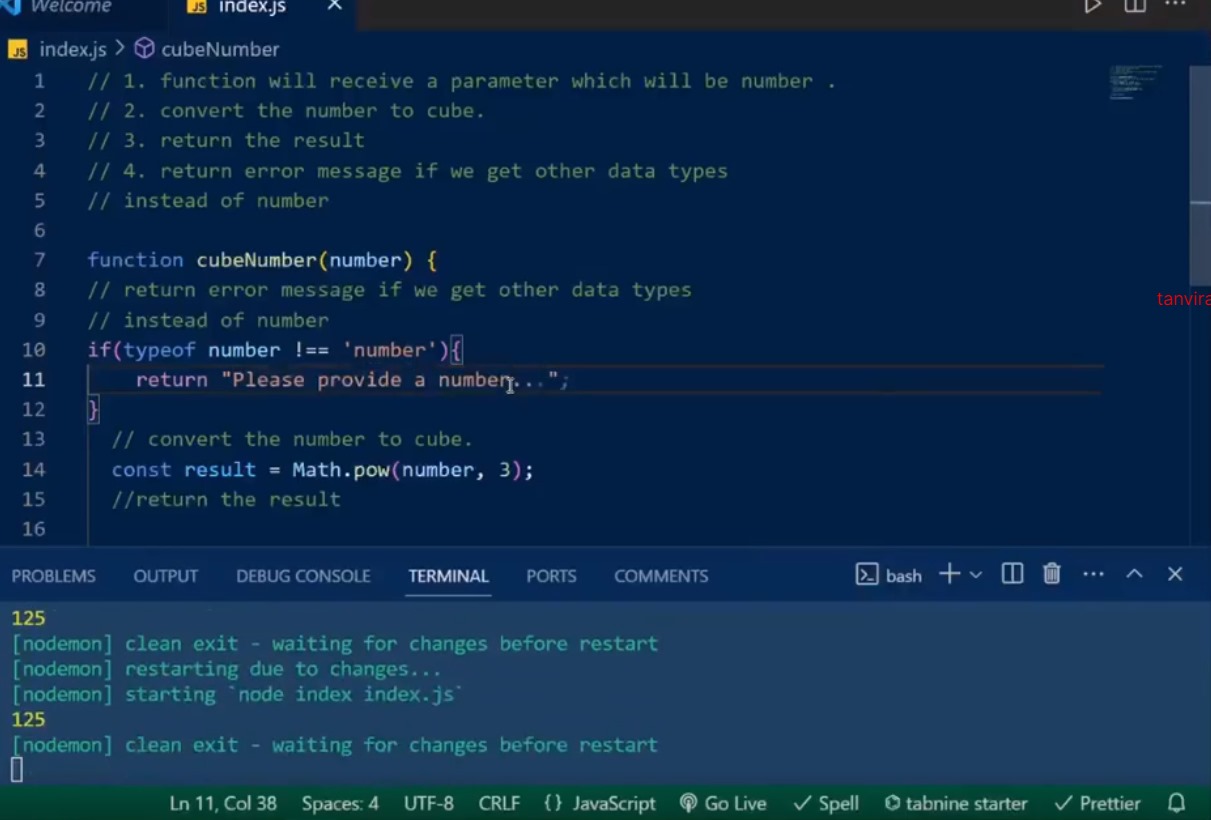 Welcome
JS index.js
JS index.js > cubeNumber
1 // 1. function will receive a parameter which will be number .
2 // 2. convert the number to cube.
3 // 3. return the result
4 // 4. return error message if we get other data types
5 // instead of number
6
7 function cubeNumber(number) {
8 // return error message if we get other data types
9 // instead of number
10 if(typeof number !== 'number'){
11 return "Please provide a number...";
12 }
13 // convert the number to cube.
14 const result = Math.pow(number, 3);
15 //return the result
16
tanvira
PROBLEMS OUTPUT DEBUG CONSOLE TERMINAL PORTS COMMENTS bash
125
[nodemon] clean exit - waiting for changes before restart
[nodemon] restarting due to changes...
[nodemon] starting `node index index.js`
125
[nodemon] clean exit - waiting for changes before restart
Ln 11, Col 38 Spaces: 4 UTF-8 CRLF {} JavaScript Go Live Spell tabnine starter Prettier